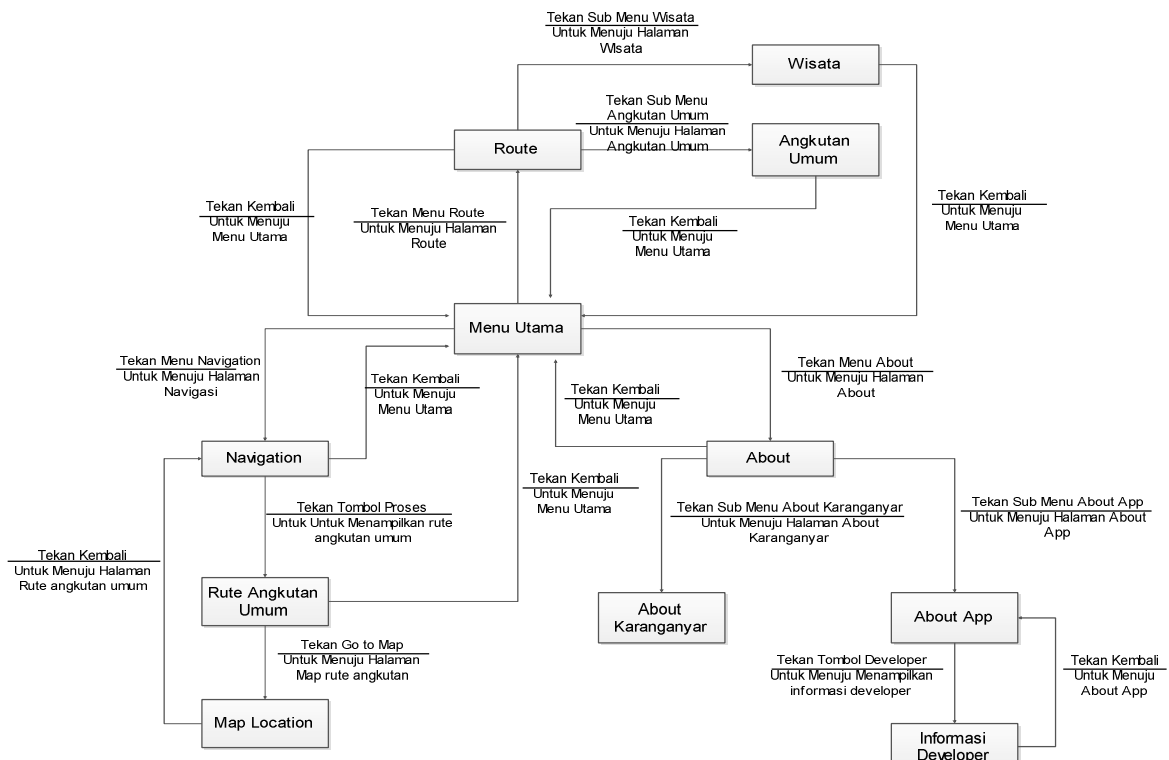 Tekan Sub Menu Wisata
Untuk Menuju Halaman
WIsata
Wisata
Tekan Sub Menu
Angkutan Umum
Untuk Menuju Halaman
Angkutan Umum
Route
Angkutan
Umum
Tekan Kembali
Untuk Menuju
Menu Utama
Tekan Menu Route
Untuk Menuju Halaman
Route
Tekan Kembali
Untuk Menuju
Menu Utama
Tekan Kembali
Untuk Menuju
Menu Utama
Menu Utama
Tekan Menu Navigation
Untuk Menuju Halaman
Navigasi
Tekan Kembali
Untuk Menuju
Menu Utama
Tekan Kembali
Untuk Menuju
Menu Utama
Tekan Menu About
Untuk Menuju Halaman
About
Navigation
About
Tekan Kembali
Untuk Menuju
Menu Utama
Tekan Tombol Proses
Untuk Untuk Menampilkan rute
angkutan umum
Tekan Sub Menu About Karanganyar
Untuk Menuju Halaman About
Karanganyar
Tekan Sub Menu About App
Untuk Menuju Halaman About
App
Tekan Kembali
Untuk Menuju Halaman
Rute angkutan umum
Rute Angkutan
Umum
About
Karanganyar
About App
Tekan Go to Map
Untuk Menuju Halaman
Map rute angkutan
Tekan Tombol Developer
Untuk Menuju Menampilkan
informasi developer
Tekan Kembali
Untuk Menuju
About App
Map Location
Informasi
Developer